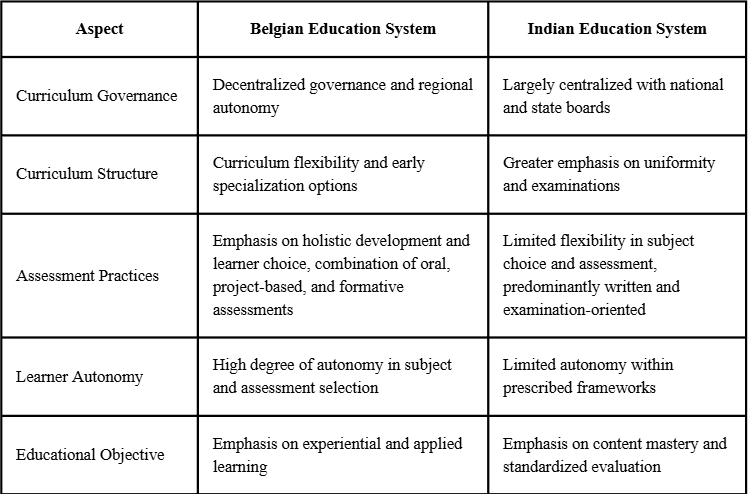 Aspect
Belgian Education System
Indian Education System
Curriculum Governance
Decentralized governance and regional
autonomy
Largely centralized with national
and state boards
Curriculum Structure
Curriculum flexibility and early
specialization options
Greater emphasis on uniformity
and examinations
Assessment Practices
Emphasis on holistic development and
learner choice, combination of oral,
project-based, and formative
assessments
Limited flexibility in subject
choice and assessment,
predominantly written and
examination-oriented
Learner Autonomy
High degree of autonomy in subject
and assessment selection
Limited autonomy within
prescribed frameworks
Educational Objective
Emphasis on experiential and applied
learning
Emphasis on content mastery and
standardized evaluation